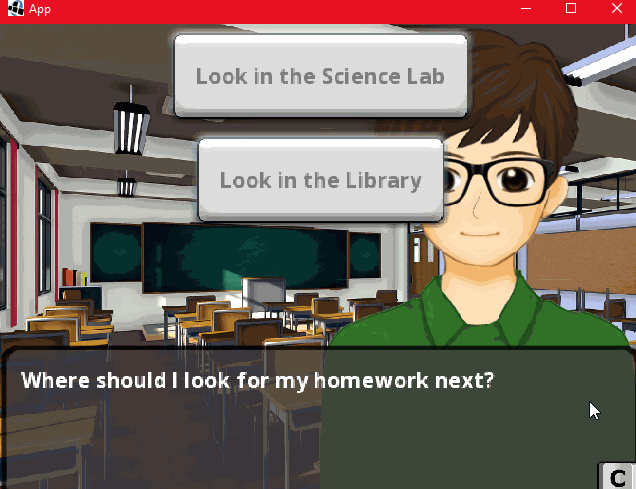 App
Look in the Science Lab
Look in the Library
Where should I look for my homework next?
C